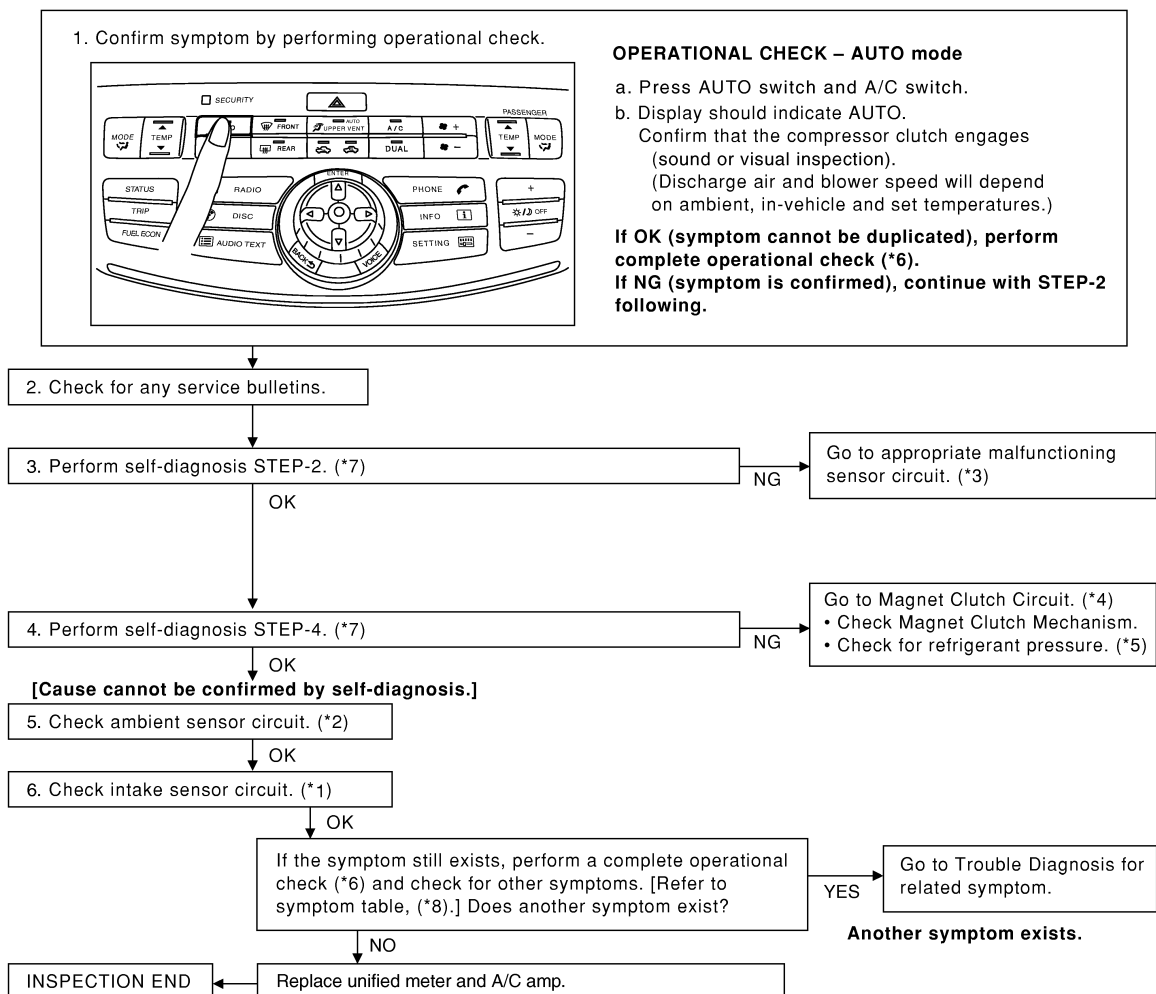 1. Confirm symptom by performing operational check.
SECURITY
PASSENGER
MODE
TEMP
FRONT
AUTO
UPPER VENT
A/C
+
TEMP
MODE
REAR
DUAL
−
STATUS
TRIP
FUEL ECON
RADIO
DISC
AUDIO TEXT
ENTER
BACK
VOICE
PHONE
INFO
SETTING
+
OFF
−
OPERATIONAL CHECK – AUTO mode
a. Press AUTO switch and A/C switch.
b. Display should indicate AUTO.
Confirm that the compressor clutch engages
(sound or visual inspection).
(Discharge air and blower speed will depend
on ambient, in-vehicle and set temperatures.)
If OK (symptom cannot be duplicated), perform
complete operational check (*6).
If NG (symptom is confirmed), continue with STEP-2
following.
2. Check for any service bulletins.
3. Perform self-diagnosis STEP-2. (*7)
NG
Go to appropriate malfunctioning
sensor circuit. (*3)
OK
4. Perform self-diagnosis STEP-4. (*7)
NG
Go to Magnet Clutch Circuit. (*4)
• Check Magnet Clutch Mechanism.
• Check for refrigerant pressure. (*5)
OK
[Cause cannot be confirmed by self-diagnosis.]
5. Check ambient sensor circuit. (*2)
OK
6. Check intake sensor circuit. (*1)
OK
If the symptom still exists, perform a complete operational
check (*6) and check for other symptoms. [Refer to
symptom table, (*8).] Does another symptom exist?
YES
Go to Trouble Diagnosis for
related symptom.
Another symptom exists.
NO
Replace unified meter and A/C amp.
INSPECTION END